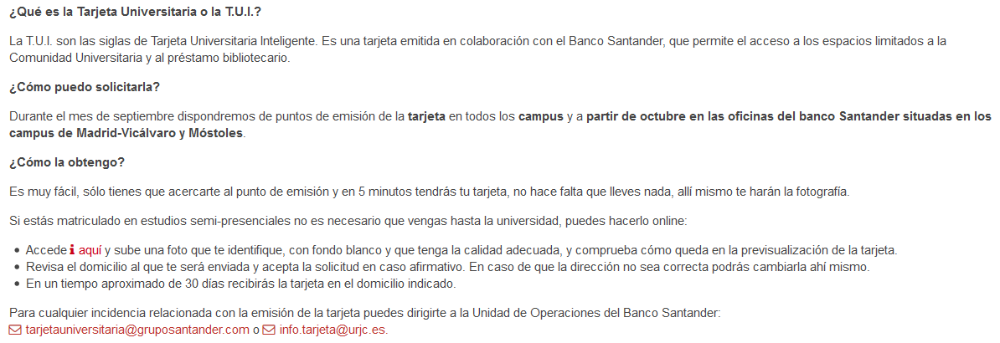 ¿Qué es la Tarjeta Universitaria o la T.U.I.?
La T.U.I. son las siglas de Tarjeta Universitaria Inteligente. Es una tarjeta emitida en colaboración con el Banco Santander, que permite el acceso a los espacios limitados a la
Comunidad Universitaria y al préstamo bibliotecario.
¿Cómo puedo solicitarla?
Durante el mes de septiembre dispondremos de puntos de emisión de la tarjeta en todos los campus y a partir de octubre en las oficinas del banco Santander situadas en los
campus de Madrid-Vicálvaro y Móstoles.
¿Cómo la obtengo?
Es muy fácil, sólo tienes que acercarte al punto de emisión y en 5 minutos tendrás tu tarjeta, no hace falta que lleves nada, allí mismo te harán la fotografía.
Si estás matriculado en estudios semi-presenciales no es necesario que vengas hasta la universidad, puedes hacerlo online:
• Accede aquí y sube una foto que te identifique, con fondo blanco y que tenga la calidad adecuada, y comprueba cómo queda en la previsualización de la tarjeta.
• Revisa el domicilio al que te será enviada y acepta la solicitud en caso afirmativo. En caso de que la dirección no sea correcta podrás cambiarla ahí mismo.
• En un tiempo aproximado de 30 días recibirás la tarjeta en el domicilio indicado.
Para cualquier incidencia relacionada con la emisión de la tarjeta puedes dirigirte a la Unidad de Operaciones del Banco Santander:
tarjetauniversitaria@gruposantander.com o info.tarjeta@urjc.es.